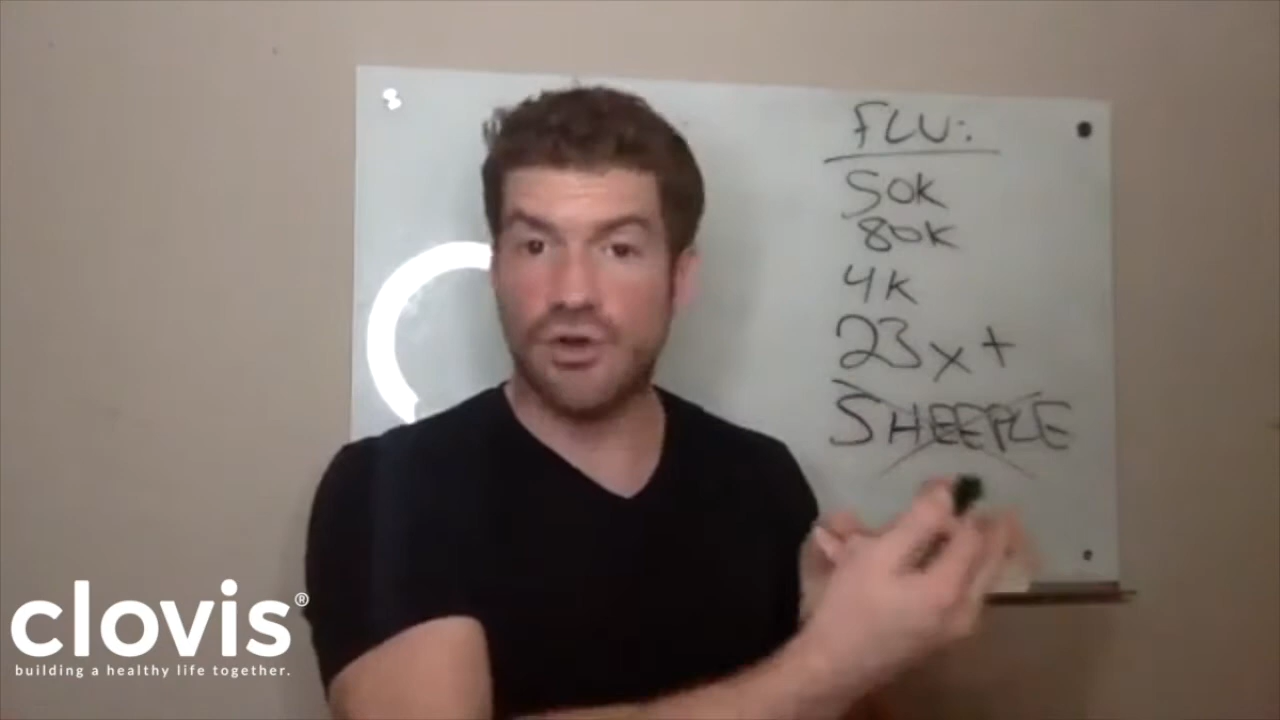 FLU:
50K
80K
4K
23x+
SHEEPLE
clovis®
building a healthy life together.